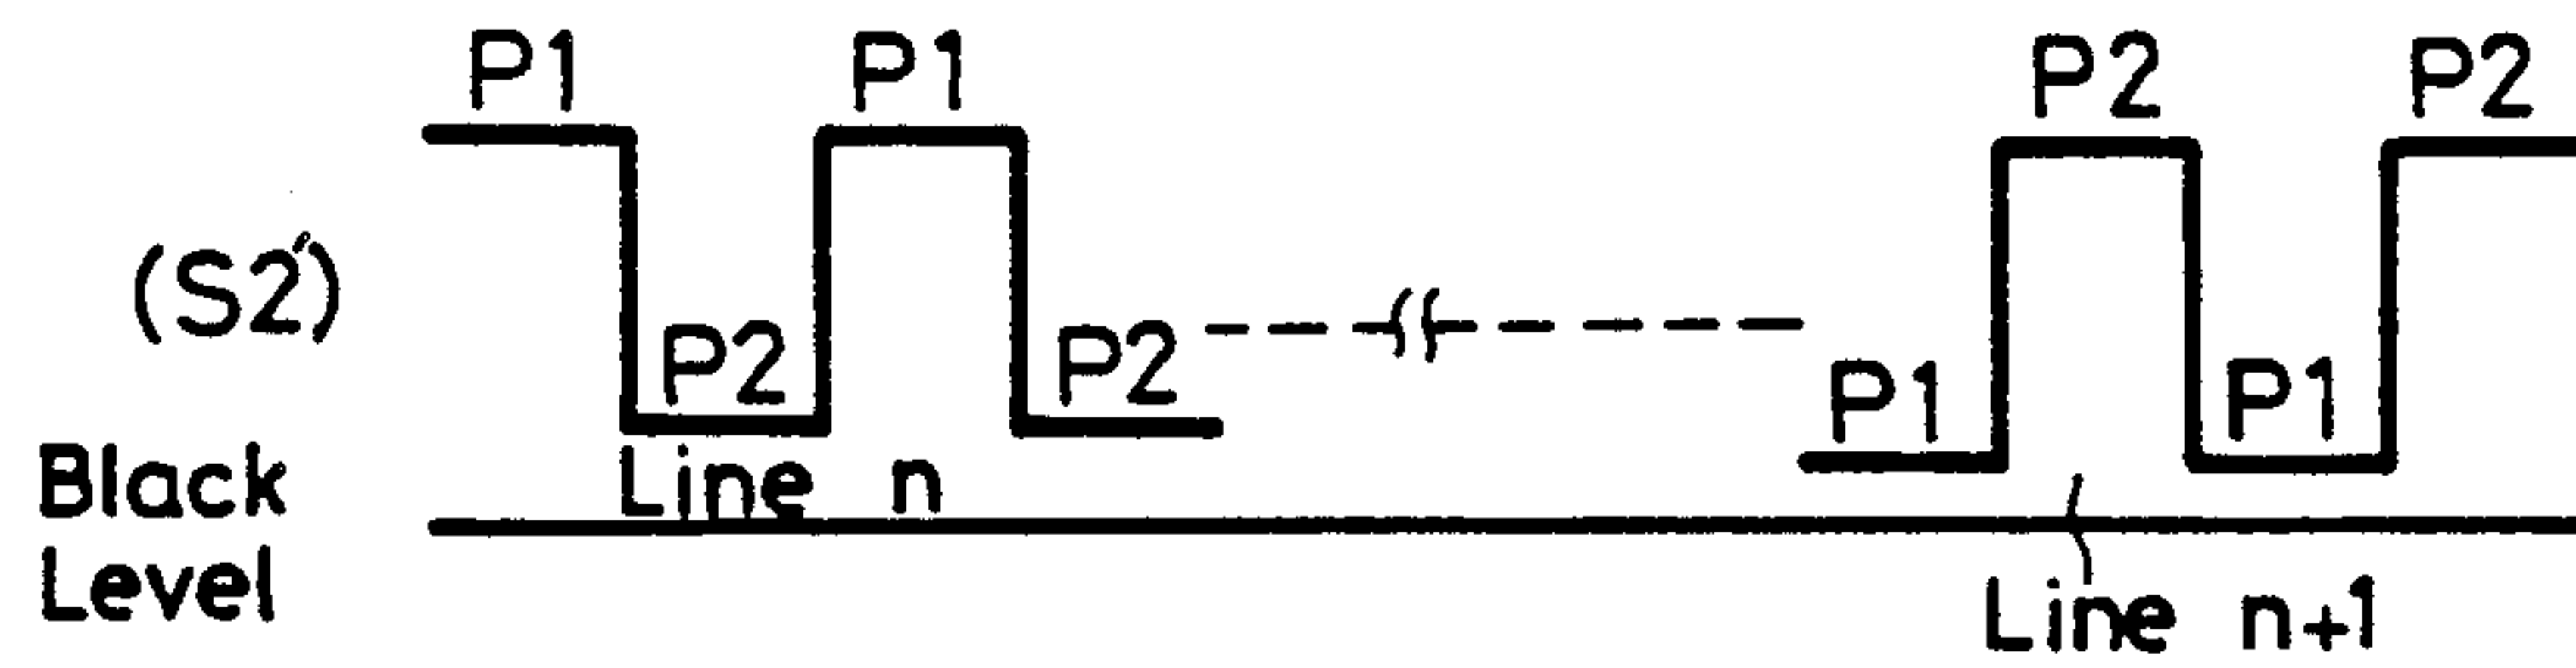 P1 P1 P2 P2
(S2')
P2 P2 P1 P1
Black
Level
Line n
Line n+1